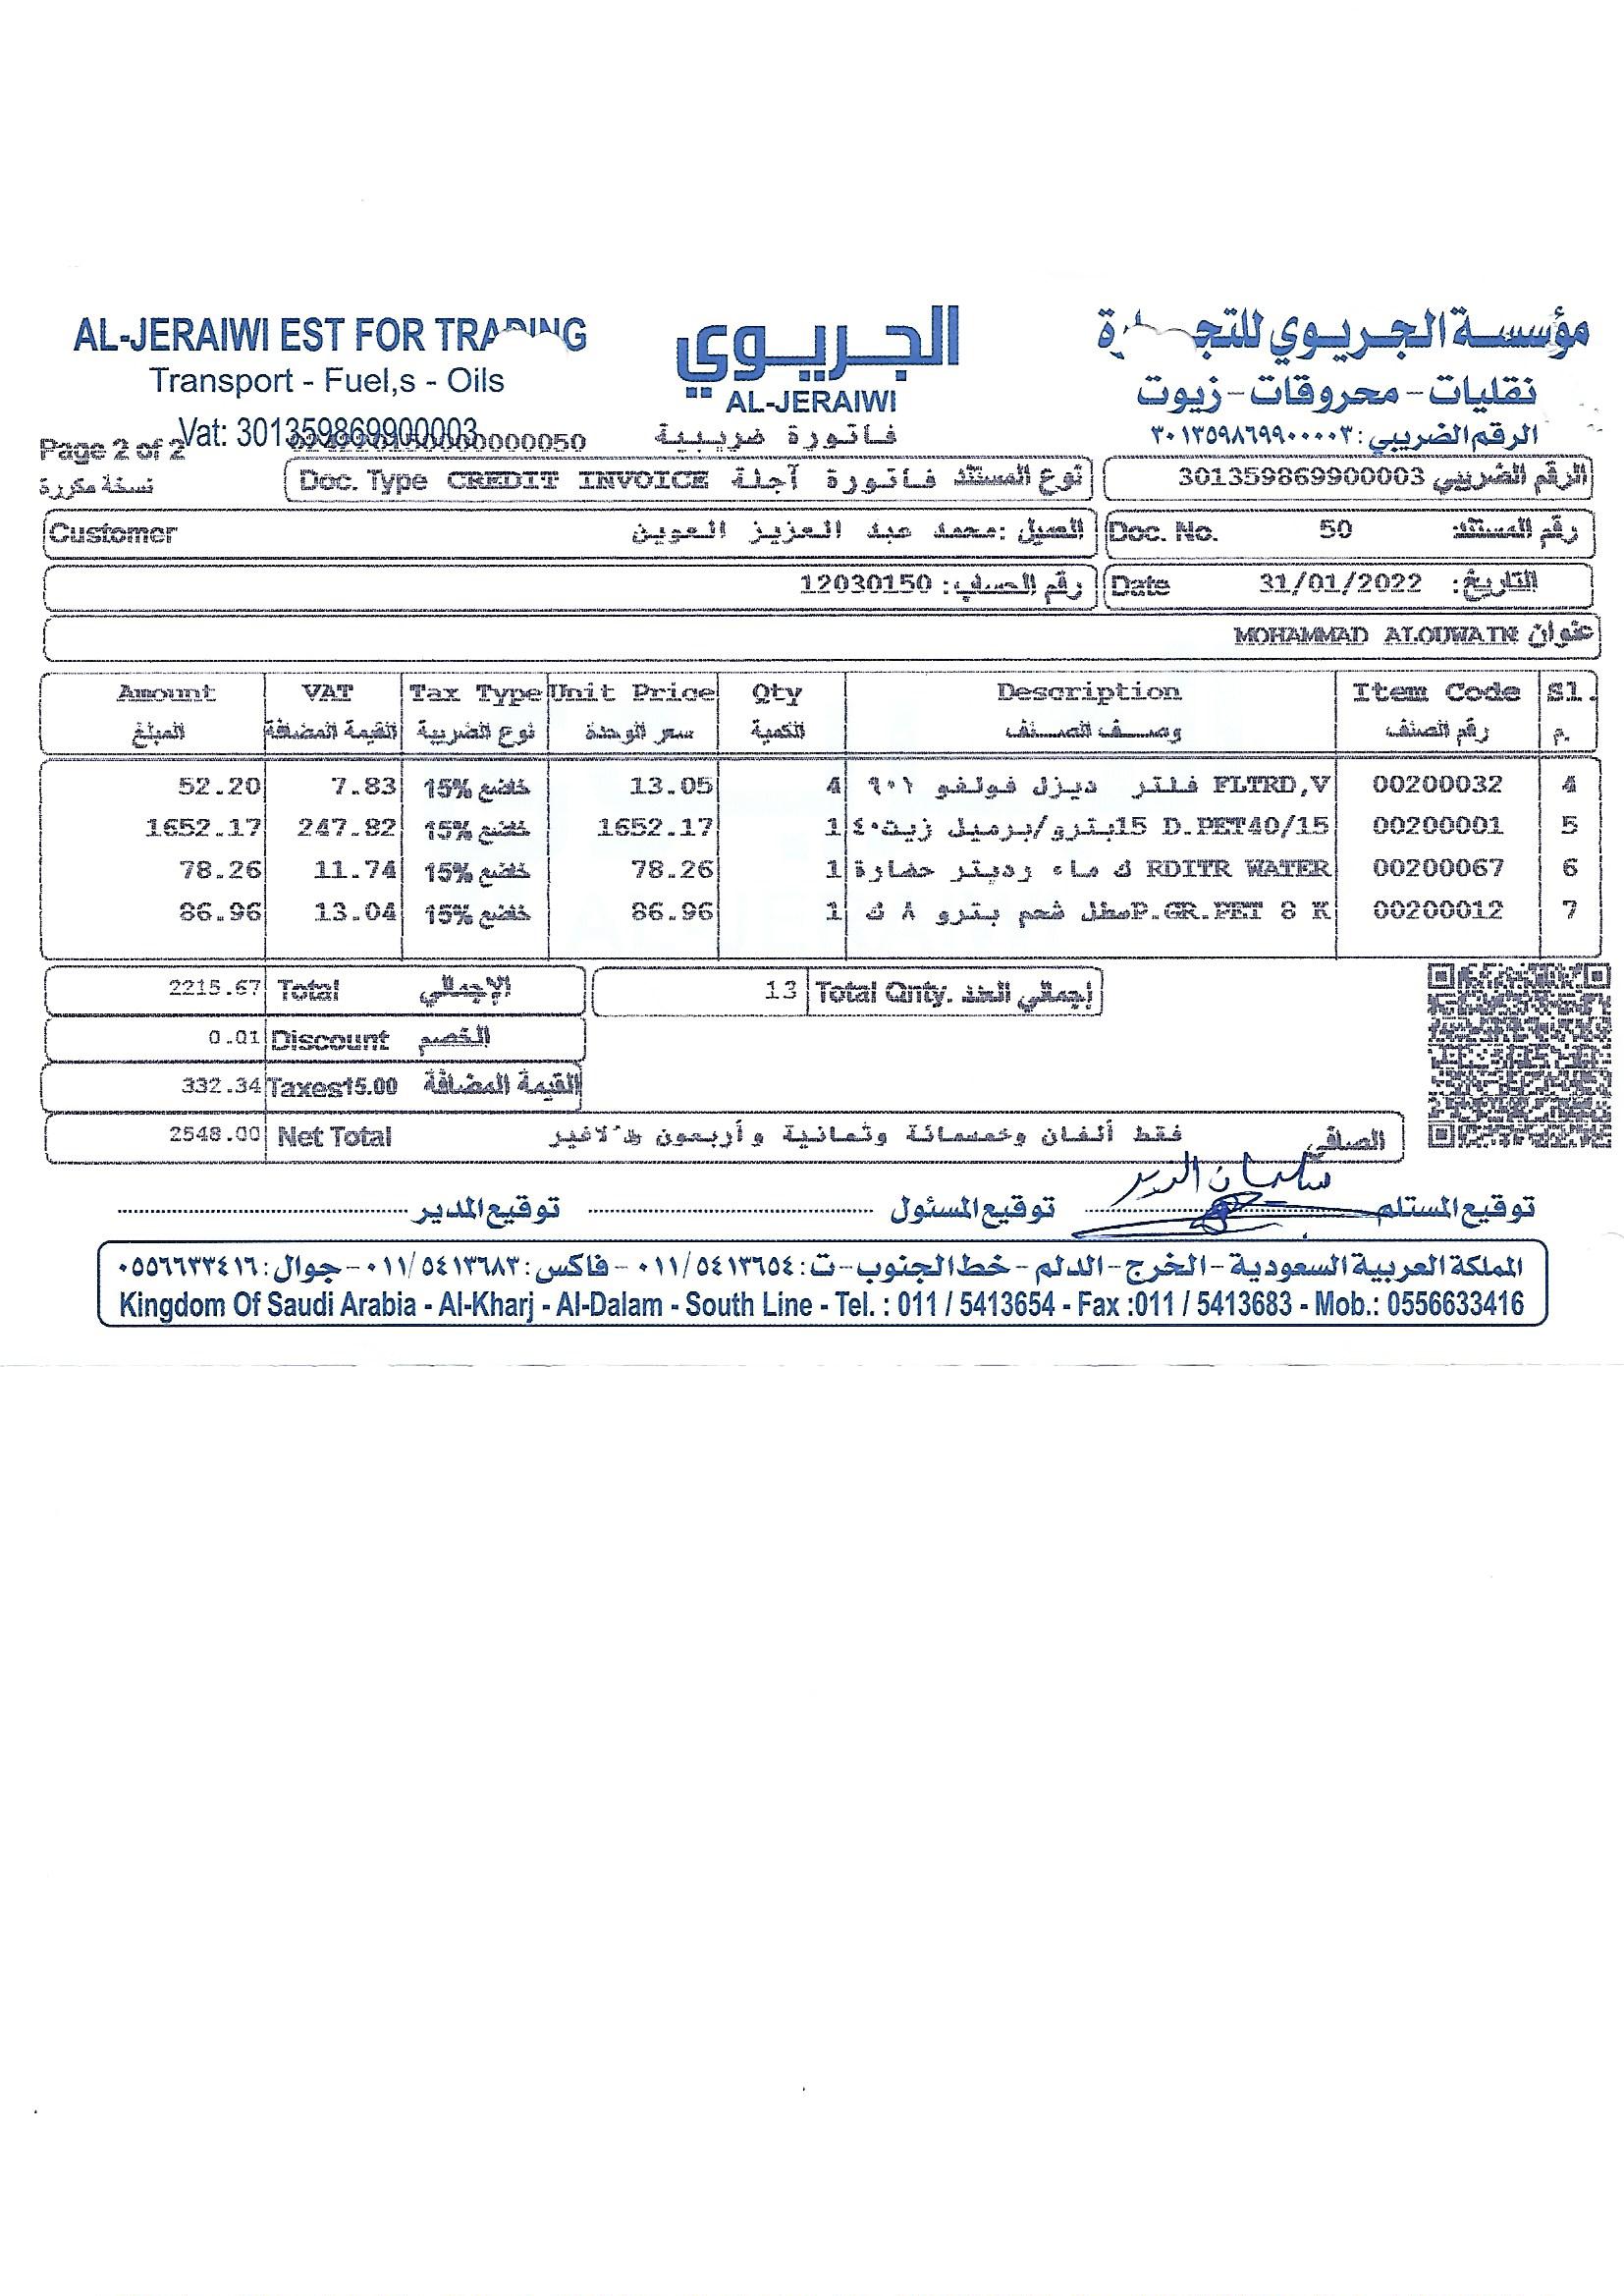 AL-JERAIWI EST FOR TRADING
Transport - Fuel,s - Oils
Vat: 301359869900003
الجريوي
AL-JERAIWI
مؤسسة الجريوي للتجارة
نقليات - محروقات - زيوت
الرقم الضريبي: ٣٠١٣٥٩٨٦٩٩٠٠٠٠٣
Page 2 of 2
فاتورة ضريبية
نسخة مكررة
Doc. Type CREDIT INVOICE نوع المستند فاتورة آجلة
الرقم الضريبي 301359869900003
Customer العميل: محمد عبد العزيز العوين
Doc. No. 50 رقم المستند:
رقم الحساب: 12030150
Date 31/01/2022 التاريخ:
عنوان MOHAMMAD ALOUWAIN
Amount VAT Tax Type Unit Price Qty Description Item Code Sl.
المبلغ القيمة المضافة نوع الضريبة سعر الوحدة الكمية وصف الصنف رقم الصنف م.
52.20 7.83 خاضع 15% 13.05 4 فلتر ديزل فولفو ٩٠١ FLTRD,V 00200032 4
1652.17 247.82 خاضع 15% 1652.17 1 15بترو/برميل زيت٤٠ D.PET40/15 00200001 5
78.26 11.74 خاضع 15% 78.26 1 ك ماء رديتر حضارة RDITR WATER 00200067 6
86.96 13.04 خاضع 15% 86.96 1 سطل شحم بترو ٨ ك P.GR.PET 8 K 00200012 7
2215.67 Total الإجمالي 13 Total Qnty. إجمالي العدد
0.01 Discount الخصم
332.34 Taxes15.00 القيمة المضافة
2548.00 Net Total فقط ألفان وخمسمائة وثمانية وأربعون لاغير الصافي
توقيع المستلم توقيع المسئول توقيع المدير
المملكة العربية السعودية - الخرج - الدلم - خط الجنوب - ت: ٠١١/٥٤١٣٦٥٤ - فاكس: ٠١١/٥٤١٣٦٨٣ - جوال: ٠٥٥٦٦٣٣٤١٦
Kingdom Of Saudi Arabia - Al-Kharj - Al-Dalam - South Line - Tel. : 011 / 5413654 - Fax :011 / 5413683 - Mob.: 0556633416